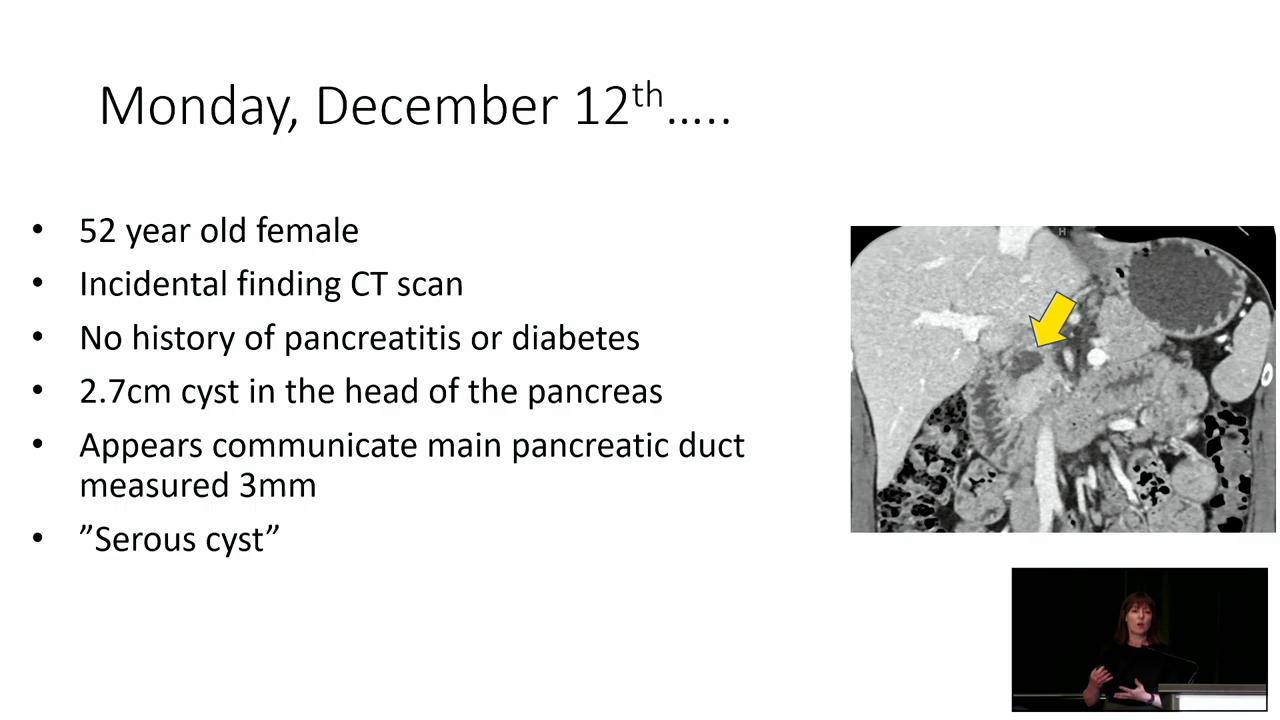 Monday, December 12th…..
• 52 year old female
• Incidental finding CT scan
• No history of pancreatitis or diabetes
• 2.7cm cyst in the head of the pancreas
• Appears communicate main pancreatic duct
measured 3mm
• ”Serous cyst”
H